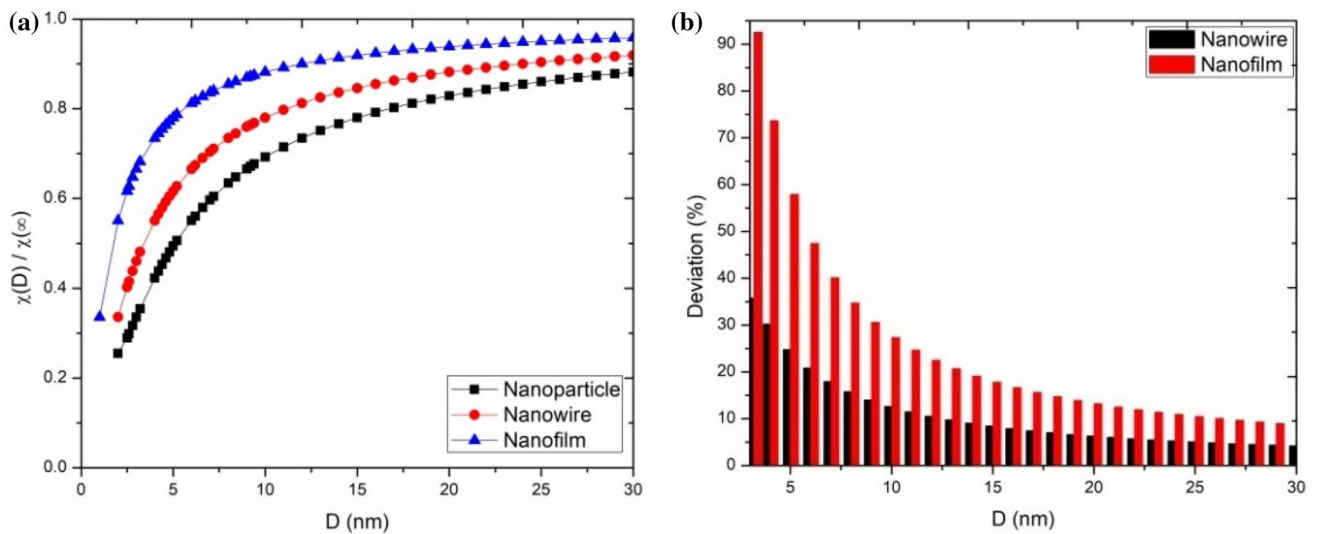 (a)
1.0
0.8
0.6
0.4
0.2
0.0
χ(D) / χ(∞)
0 5 10 15 20 25 30
D (nm)
Nanoparticle
Nanowire
Nanofilm
(b)
90
80
70
60
50
40
30
20
10
0
Deviation (%)
5 10 15 20 25 30
D (nm)
Nanowire
Nanofilm